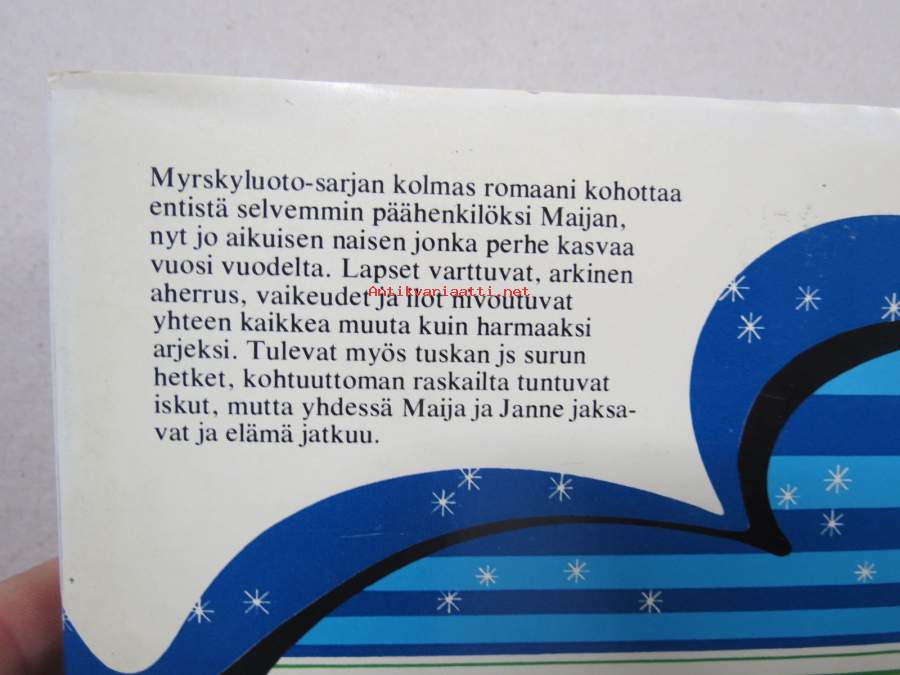 Myrskyluoto-sarjan kolmas romaani kohottaa
entistä selvemmin päähenkilöksi Maijan,
nyt jo aikuisen naisen jonka perhe kasvaa
vuosi vuodelta. Lapset varttuvat, arkinen
Antikvariaatti.net
aherrus, vaikeudet ja ilot nivoutuvat
yhteen kaikkea muuta kuin harmaaksi
arjeksi. Tulevat myös tuskan js surun
hetket, kohtuuttoman raskailta tuntuvat
iskut, mutta yhdessä Maija ja Janne jaksa-
vat ja elämä jatkuu.